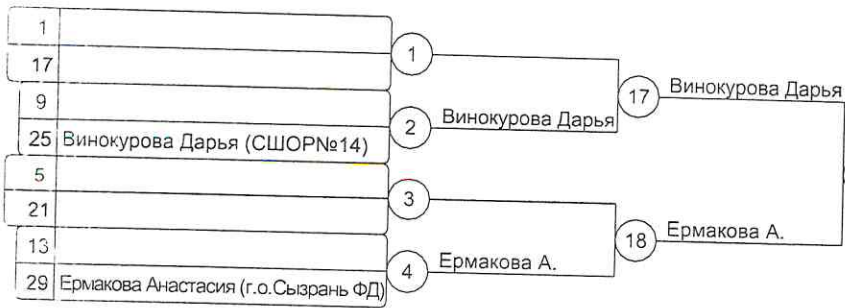 1
17
1
9
25 Винокурова Дарья (СШОР№14)
2 Винокурова Дарья
17 Винокурова Дарья
5
21
3
13
29 Ермакова Анастасия (г.о.Сызрань ФД)
4 Ермакова А.
18 Ермакова А.